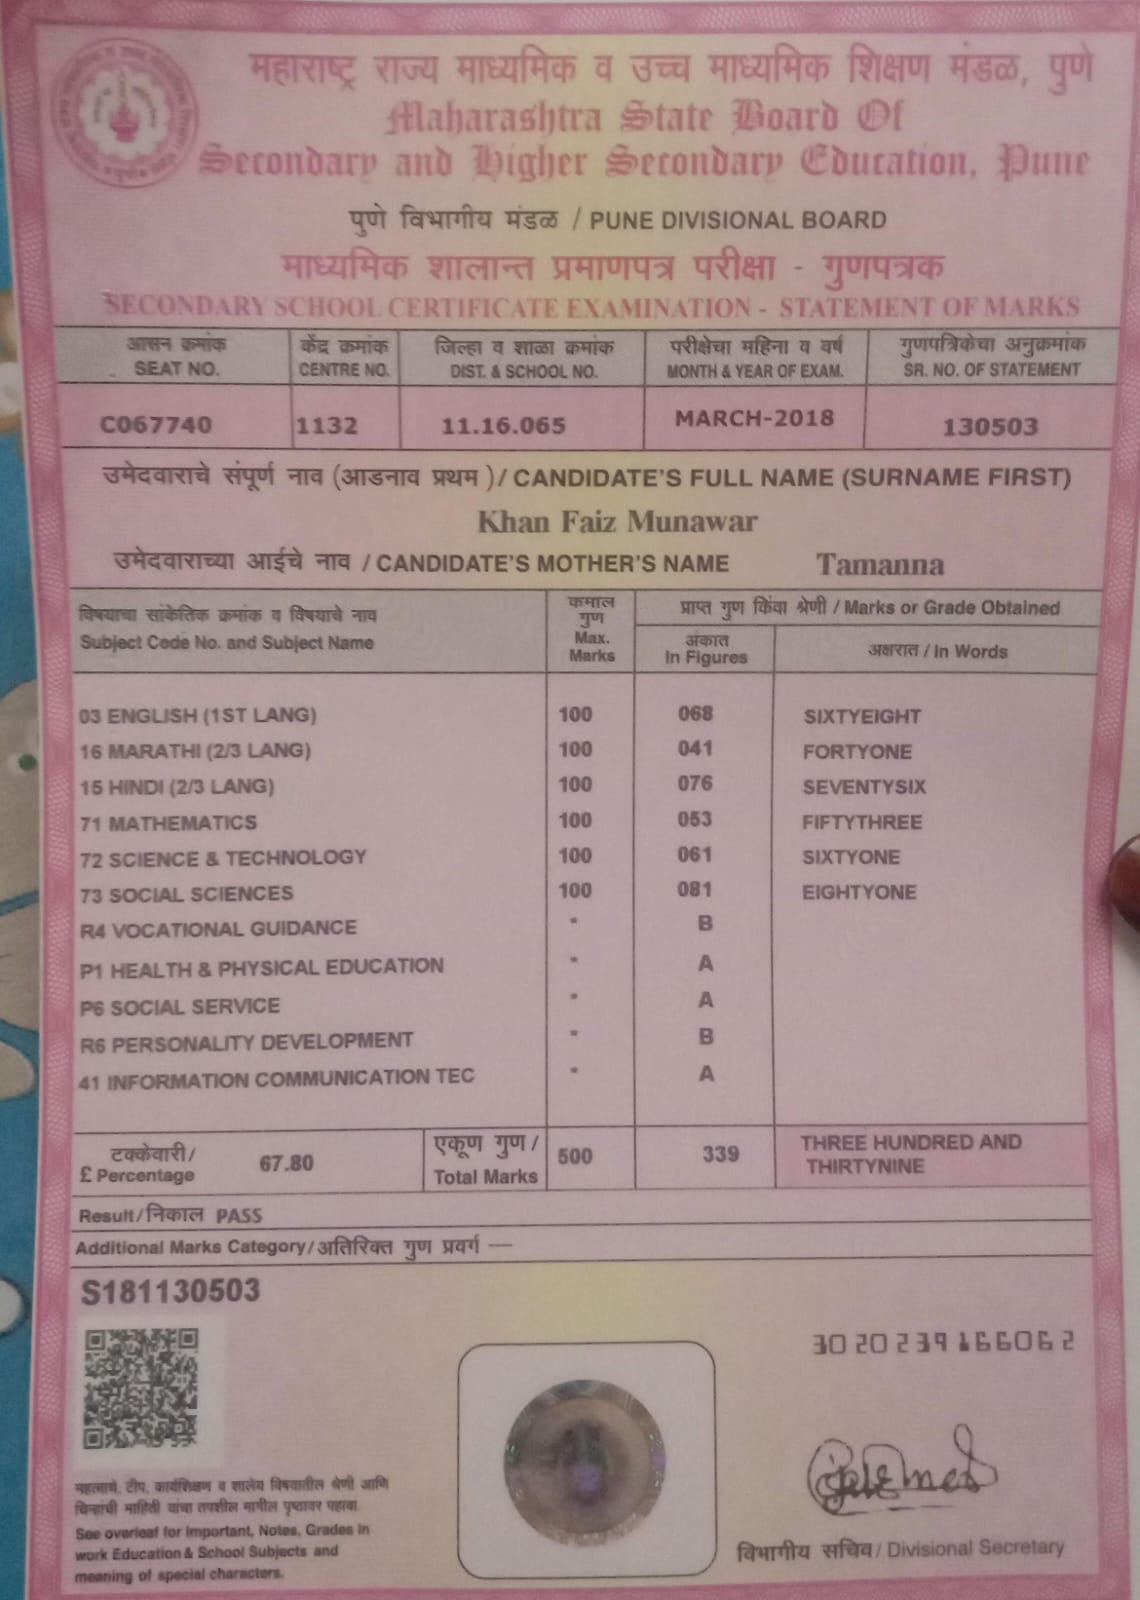 महाराष्ट्र राज्य माध्यमिक व उच्च माध्यमिक शिक्षण मंडळ, पुणे
Maharashtra State Board Of
Secondary and Higher Secondary Education, Pune
पुणे विभागीय मंडळ / PUNE DIVISIONAL BOARD
माध्यमिक शालान्त प्रमाणपत्र परीक्षा - गुणपत्रक
SECONDARY SCHOOL CERTIFICATE EXAMINATION - STATEMENT OF MARKS
आसन क्रमांक केंद्र क्रमांक जिल्हा व शाळा क्रमांक परीक्षेचा महिना व वर्ष गुणपत्रिकेचा अनुक्रमांक
SEAT NO. CENTRE NO. DIST. & SCHOOL NO. MONTH & YEAR OF EXAM. SR. NO. OF STATEMENT
C067740 1132 11.16.065 MARCH-2018 130503
उमेदवाराचे संपूर्ण नाव (आडनाव प्रथम )/ CANDIDATE'S FULL NAME (SURNAME FIRST)
Khan Faiz Munawar
उमेदवाराच्या आईचे नाव / CANDIDATE'S MOTHER'S NAME Tamanna
विषयाचा सांकेतिक क्रमांक व विषयाचे नाव
Subject Code No. and Subject Name
कमाल
गुण
Max.
Marks
प्राप्त गुण किंवा श्रेणी / Marks or Grade Obtained
अंकात
In Figures
अक्षरात / In Words
03 ENGLISH (1ST LANG) 100 068 SIXTYEIGHT
16 MARATHI (2/3 LANG) 100 041 FORTYONE
15 HINDI (2/3 LANG) 100 076 SEVENTYSIX
71 MATHEMATICS 100 053 FIFTYTHREE
72 SCIENCE & TECHNOLOGY 100 061 SIXTYONE
73 SOCIAL SCIENCES 100 081 EIGHTYONE
R4 VOCATIONAL GUIDANCE * B
P1 HEALTH & PHYSICAL EDUCATION * A
P6 SOCIAL SERVICE * A
R6 PERSONALITY DEVELOPMENT * B
41 INFORMATION COMMUNICATION TEC * A
टक्केवारी/
£ Percentage
67.80
एकूण गुण/
Total Marks
500 339
THREE HUNDRED AND
THIRTYNINE
Result/निकाल PASS
Additional Marks Category/अतिरिक्त गुण प्रवर्ग —
S181130503
3020239166062
महत्वाचे, टीप, कार्यशिक्षण व शालेय विषयातील श्रेणी आणि
चिन्हांची माहिती यांचा तपशील मागील पृष्ठावर पहावा.
See overleaf for Important, Notes, Grades in
work Education & School Subjects and
meaning of special characters.
विभागीय सचिव/ Divisional Secretary